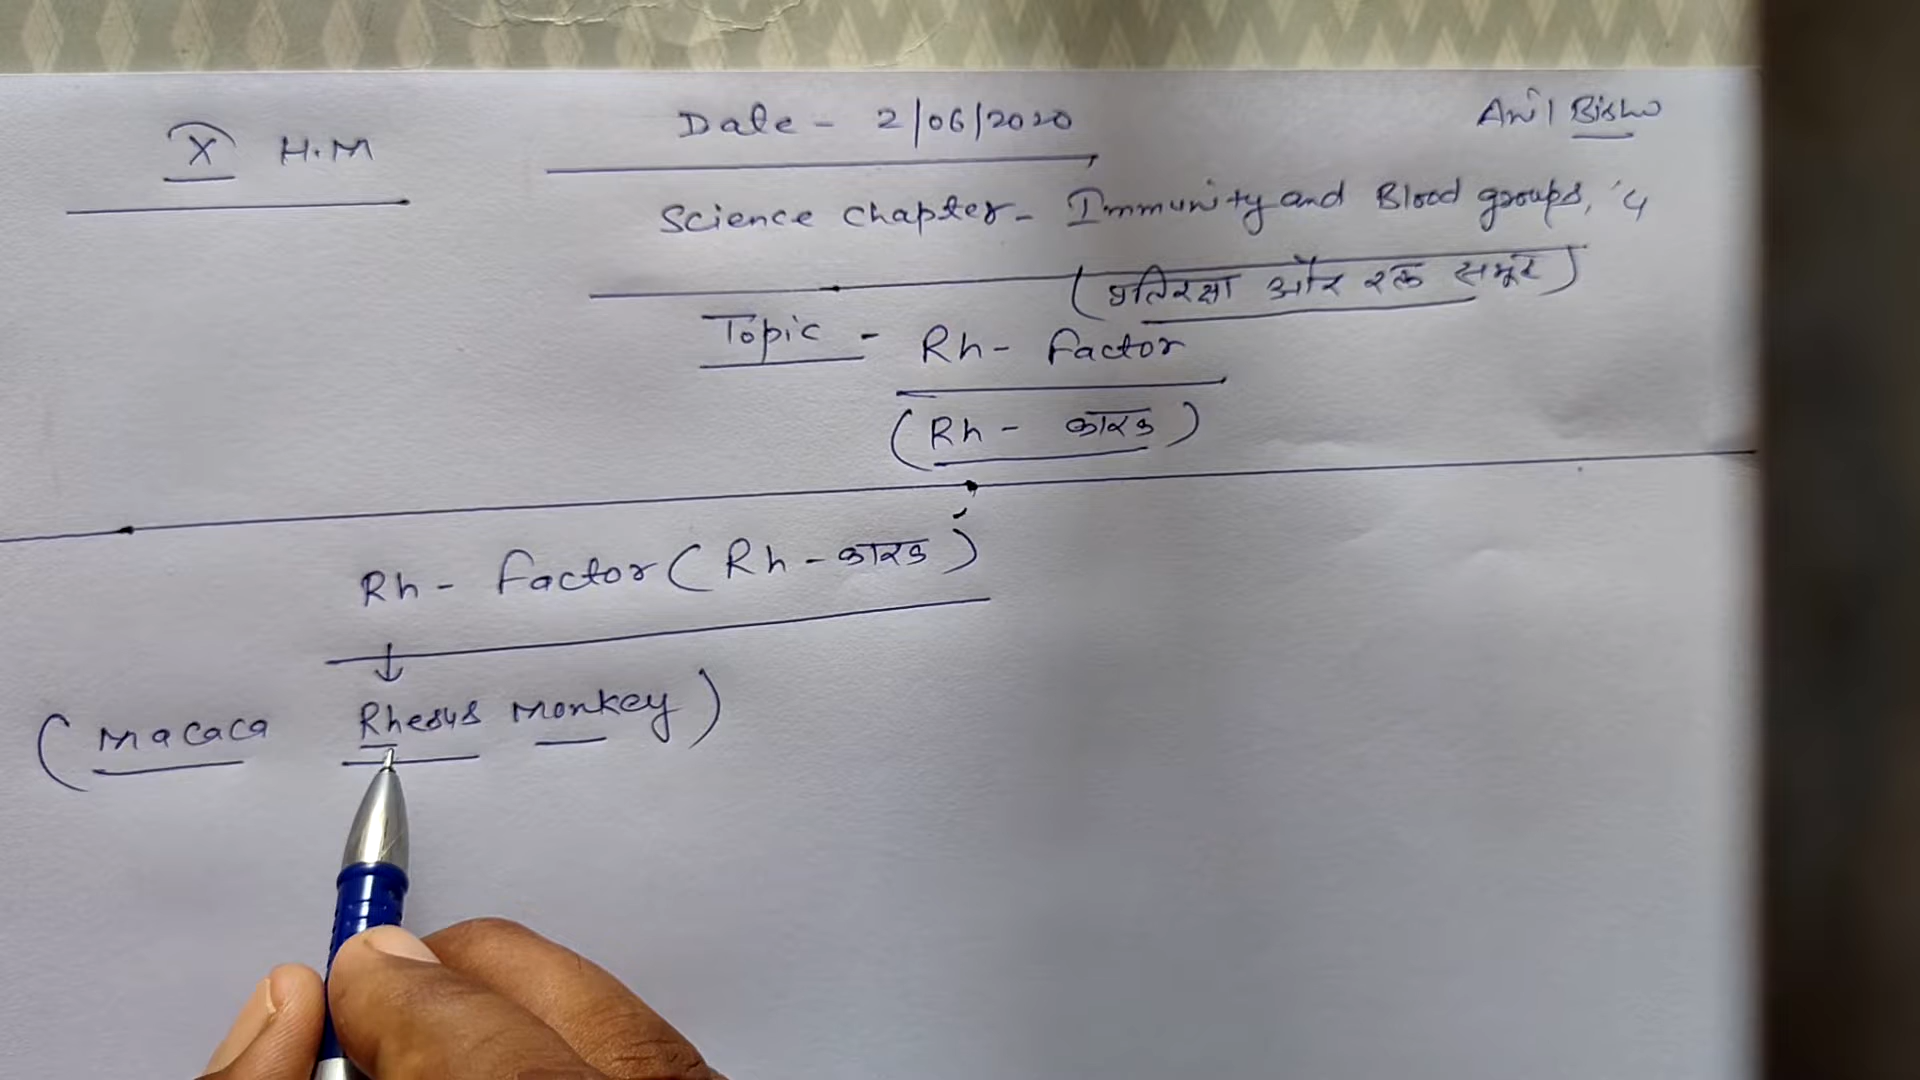 X H.M
Date - 2/06/2020
Anil Bisho
Science chapter - Immunity and Blood groups, '4
(प्रतिरक्षा और रक्त समूह)
Topic - Rh- factor
(Rh- कारक)
Rh- factor (Rh-कारक)
↓
(Macaca Rhesus Monkey)